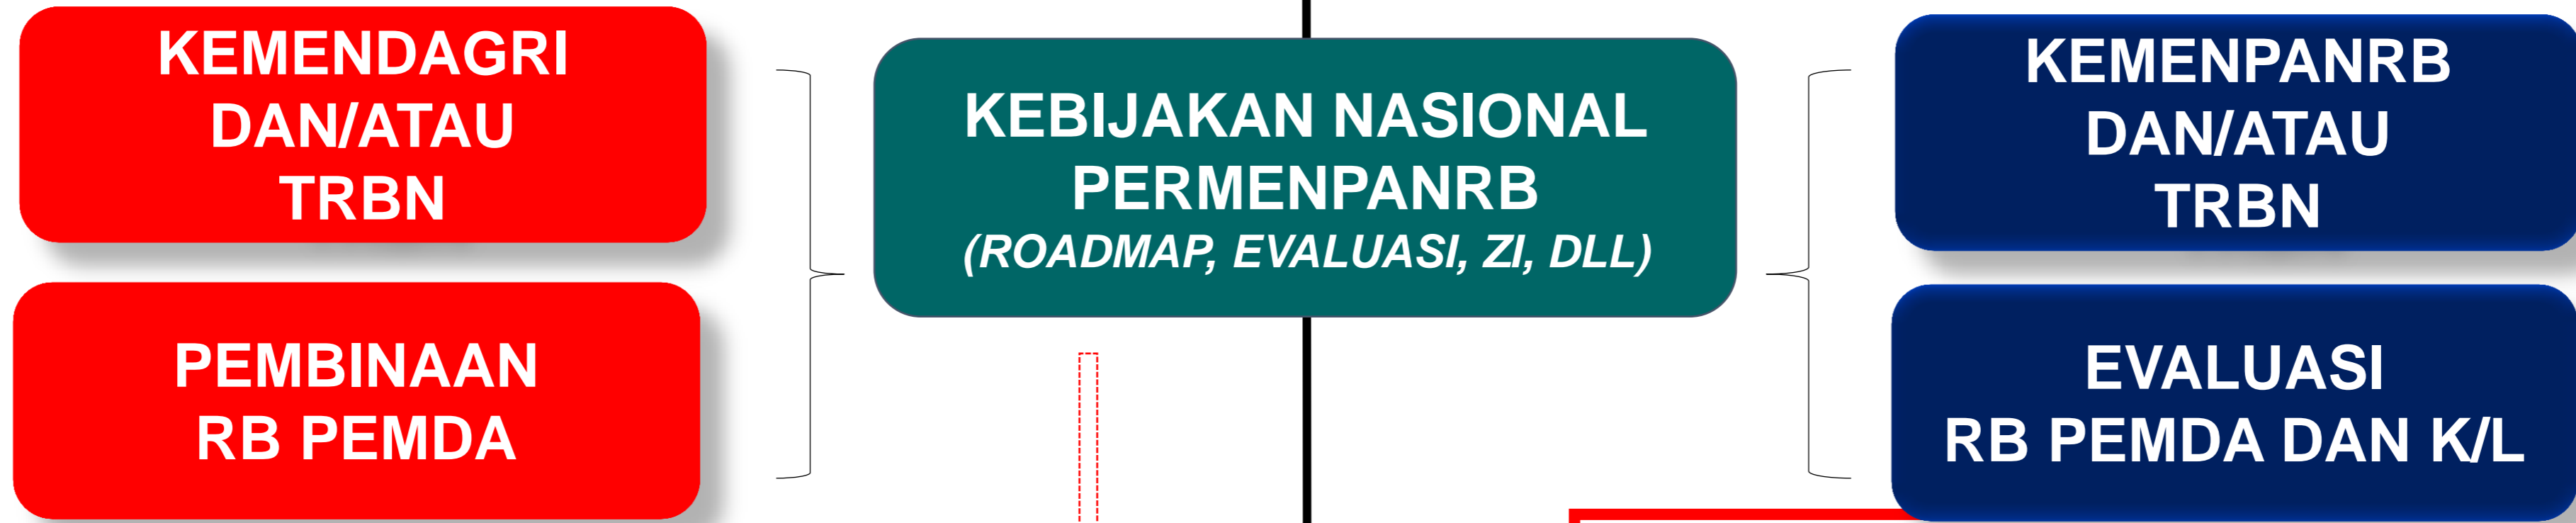 KEMENDAGRI
DAN/ATAU
TRBN
PEMBINAAN
RB PEMDA
KEBIJAKAN NASIONAL
PERMENPANRB
(ROADMAP, EVALUASI, ZI, DLL)
KEMENPANRB
DAN/ATAU
TRBN
EVALUASI
RB PEMDA DAN K/L